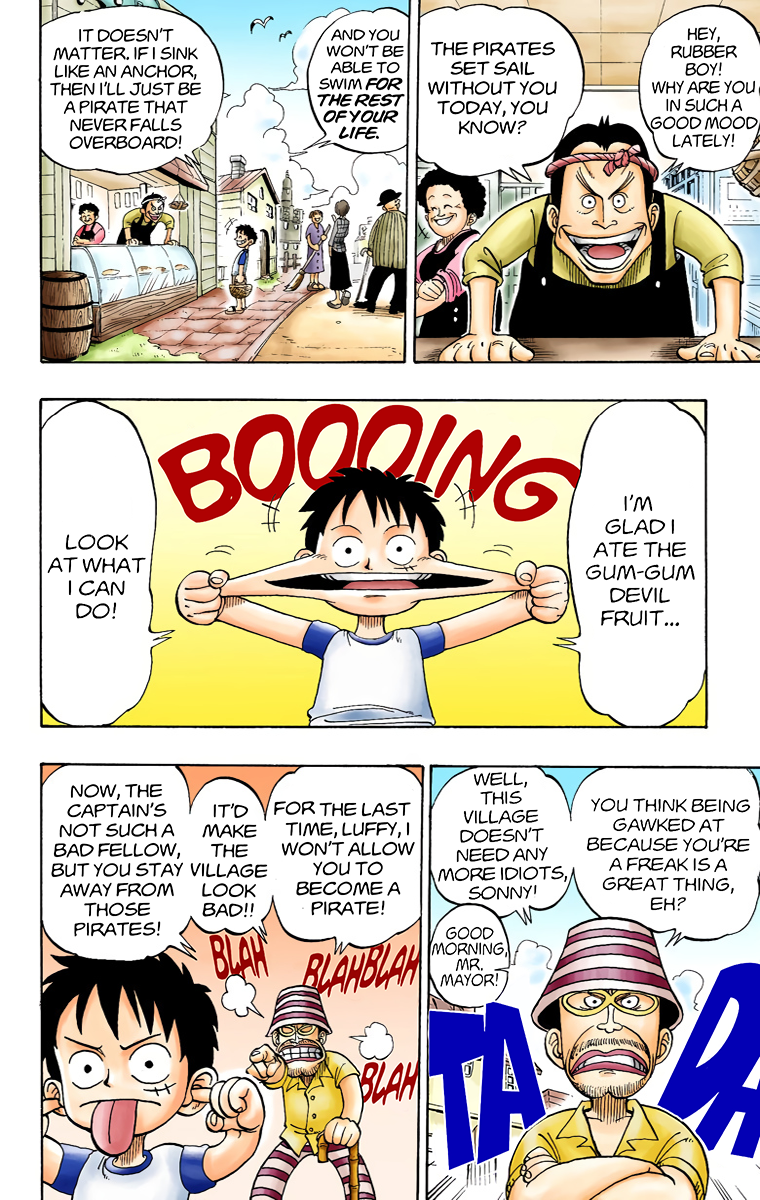 HEY,
RUBBER
BOY!
WHY ARE YOU
IN SUCH A
GOOD MOOD
LATELY!
THE PIRATES
SET SAIL
WITHOUT YOU
TODAY, YOU
KNOW?
AND YOU
WON'T BE
ABLE TO
SWIM FOR
THE REST
OF YOUR
LIFE.
IT DOESN'T
MATTER. IF I SINK
LIKE AN ANCHOR,
THEN I'LL JUST BE
A PIRATE THAT
NEVER FALLS
OVERBOARD!
I'M
GLAD I
ATE THE
GUM-GUM
DEVIL
FRUIT...
BOOOING
LOOK
AT WHAT
I CAN
DO!
YOU THINK BEING
GAWKED AT
BECAUSE YOU'RE
A FREAK IS A
GREAT THING,
EH?
WELL,
THIS
VILLAGE
DOESN'T
NEED ANY
MORE IDIOTS,
SONNY!
GOOD
MORNING,
MR.
MAYOR!
TA DA
FOR THE LAST
TIME, LUFFY, I
WON'T ALLOW
YOU TO
BECOME A
PIRATE!
IT'D
MAKE
THE
VILLAGE
LOOK
BAD!!
NOW, THE
CAPTAIN'S
NOT SUCH A
BAD FELLOW,
BUT YOU STAY
AWAY FROM
THOSE
PIRATES!
BLAH
BLAHBLAH
BLAH